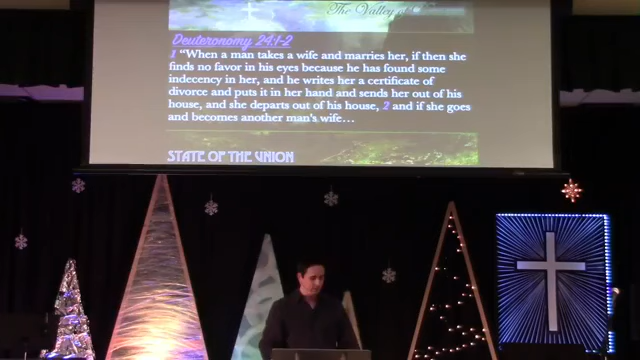 The Valley of
Deuteronomy 24:1-2
1 “When a man takes a wife and marries her, if then she
finds no favor in his eyes because he has found some
indecency in her, and he writes her a certificate of
divorce and puts it in her hand and sends her out of his
house, and she departs out of his house, 2 and if she goes
and becomes another man's wife…
STATE OF THE UNION